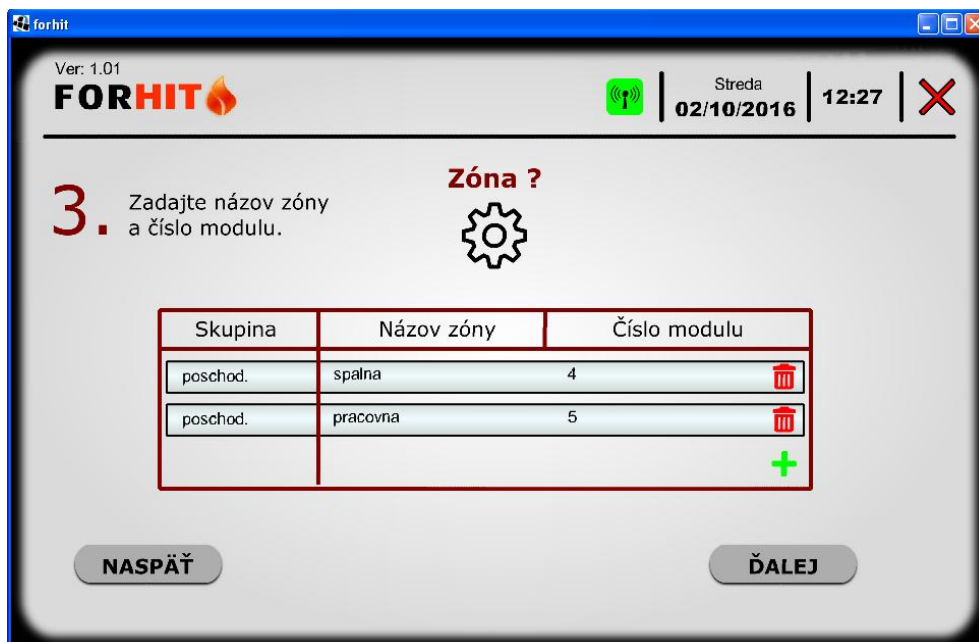 forhit
Ver: 1.01
FORHIT
Streda
02/10/2016
12:27
3.
Zadajte názov zóny
a číslo modulu.
Zóna ?
Skupina Názov zóny Číslo modulu
poschod. spalna 4
poschod. pracovna 5
NASPÄŤ
ĎALEJ